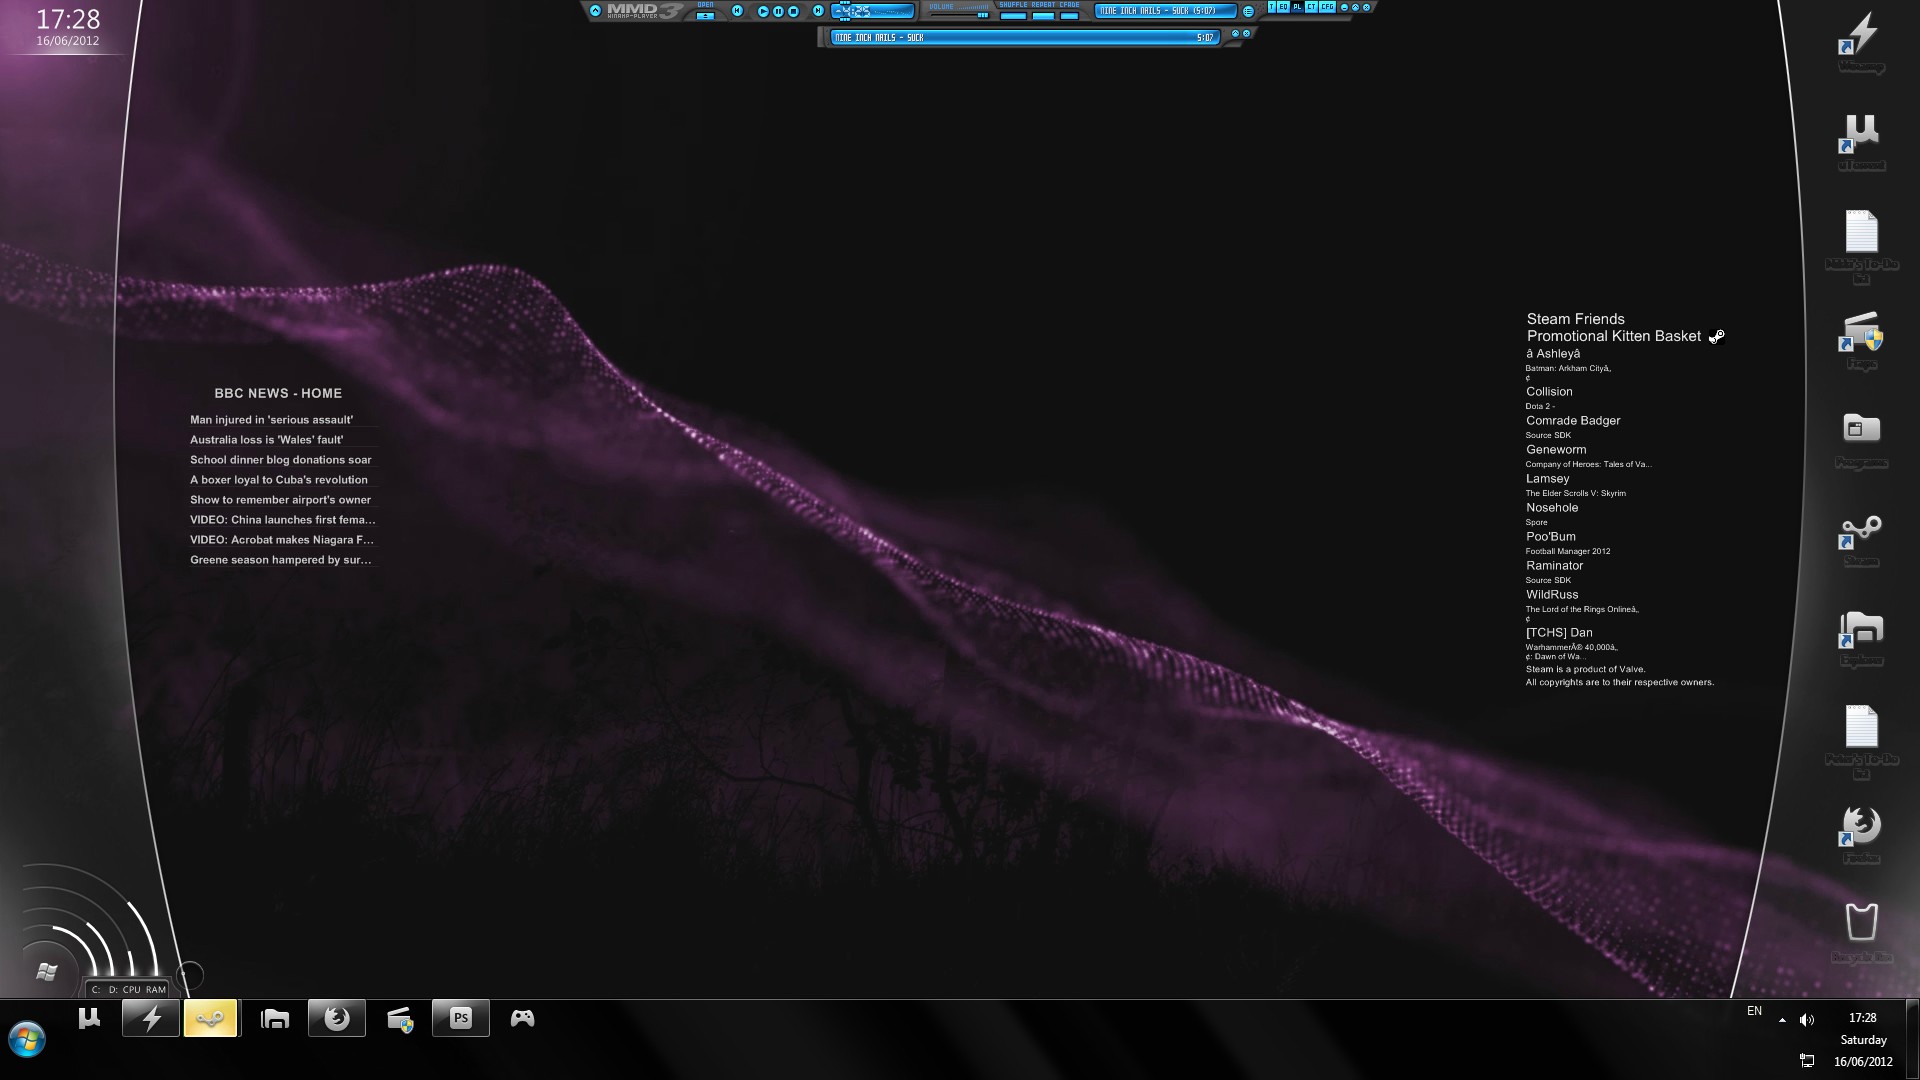 17:28
16/06/2012
MMD3
WINAMP-PLAYER
OPEN
VOLUME
SHUFFLE REPEAT CFADE
NINE INCH NAILS - SUCK (5:07)
T EQ PL CT CFG
NINE INCH NAILS - SUCK 5:07
BBC NEWS - HOME
Man injured in 'serious assault'
Australia loss is 'Wales' fault'
School dinner blog donations soar
A boxer loyal to Cuba's revolution
Show to remember airport's owner
VIDEO: China launches first fema...
VIDEO: Acrobat makes Niagara F...
Greene season hampered by sur...
Steam Friends
Promotional Kitten Basket
â Ashleyâ
Batman: Arkham Cityâ„
¢
Collision
Dota 2 -
Comrade Badger
Source SDK
Geneworm
Company of Heroes: Tales of Va...
Lamsey
The Elder Scrolls V: Skyrim
Nosehole
Spore
Poo'Bum
Football Manager 2012
Raminator
Source SDK
WildRuss
The Lord of the Rings Onlineâ„
¢
[TCHS] Dan
WarhammerÂ® 40,000â„
¢: Dawn of Wa...
Steam is a product of Valve.
All copyrights are to their respective owners.
Winamp
uTorrent
Fraps
Programs
Steam
Explorer
Firefox
Recycle Bin
C: D: CPU RAM
PS
EN
17:28
Saturday
16/06/2012